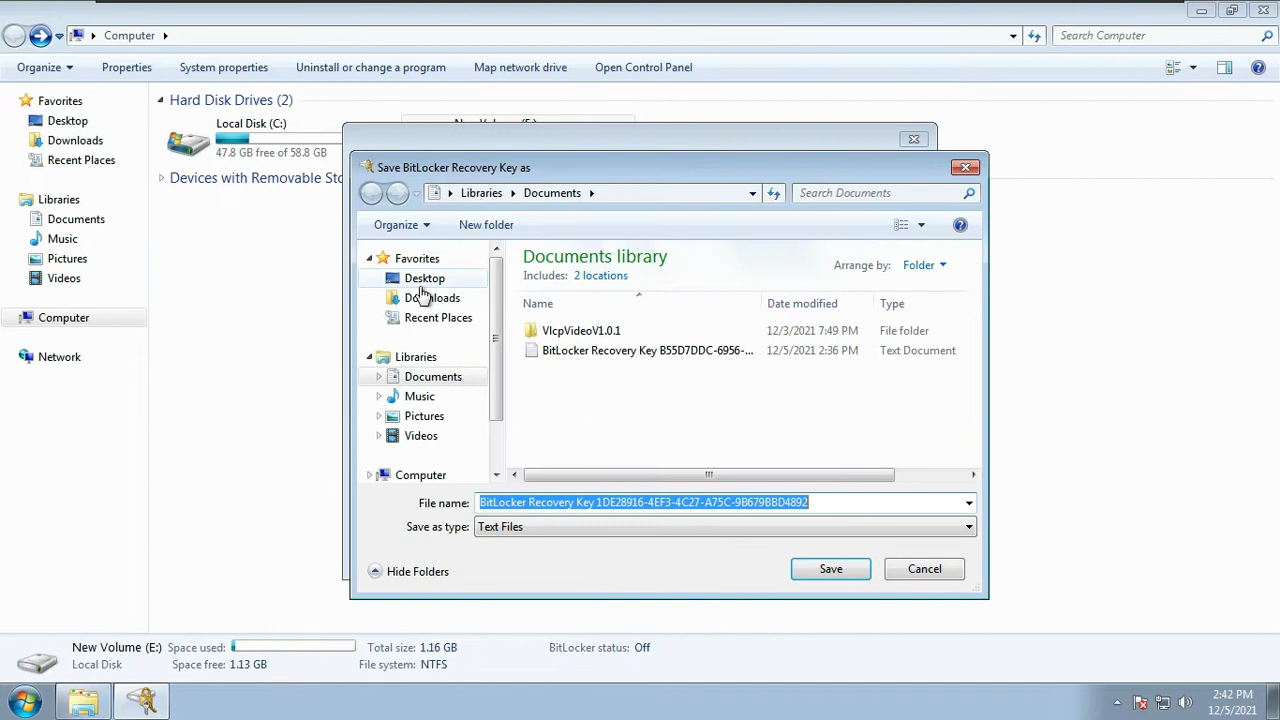 Computer
Search Computer
Organize Properties System properties Uninstall or change a program Map network drive Open Control Panel
Favorites
Desktop
Downloads
Recent Places
Libraries
Documents
Music
Pictures
Videos
Computer
Network
Hard Disk Drives (2)
Local Disk (C:)
47.8 GB free of 58.8 GB
Devices with Removable Sto
Save BitLocker Recovery Key as
Libraries Documents
Search Documents
Organize New folder
Favorites
Desktop
Downloads
Recent Places
Libraries
Documents
Music
Pictures
Videos
Computer
Documents library
Includes: 2 locations
Arrange by: Folder
Name Date modified Type
VlcpVideoV1.0.1 12/3/2021 7:49 PM File folder
BitLocker Recovery Key B55D7DDC-6956-... 12/5/2021 2:36 PM Text Document
File name: BitLocker Recovery Key 1DE28916-4EF3-4C27-A75C-9B679BBD4892
Save as type: Text Files
Hide Folders
Save
Cancel
New Volume (E:) Space used: Total size: 1.16 GB BitLocker status: Off
Local Disk Space free: 1.13 GB File system: NTFS
2:42 PM
12/5/2021